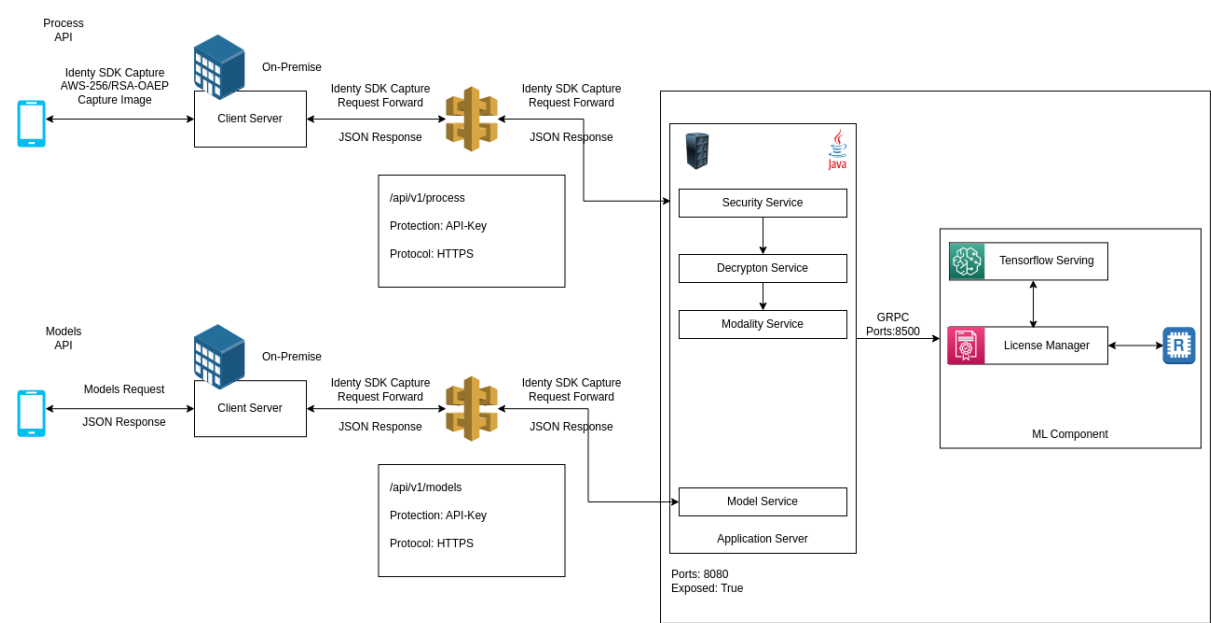 Process
API
Identy SDK Capture
AWS-256/RSA-OAEP
Capture Image
On-Premise
Client Server
Identy SDK Capture
Request Forward
JSON Response
Identy SDK Capture
Request Forward
JSON Response
/api/v1/process
Protection: API-Key
Protocol: HTTPS
Java
Security Service
Decrypton Service
Modality Service
GRPC
Ports:8500
Tensorflow Serving
License Manager
R
ML Component
Models
API
Models Request
JSON Response
On-Premise
Client Server
Identy SDK Capture
Request Forward
JSON Response
Identy SDK Capture
Request Forward
JSON Response
/api/v1/models
Protection: API-Key
Protocol: HTTPS
Model Service
Application Server
Ports: 8080
Exposed: True